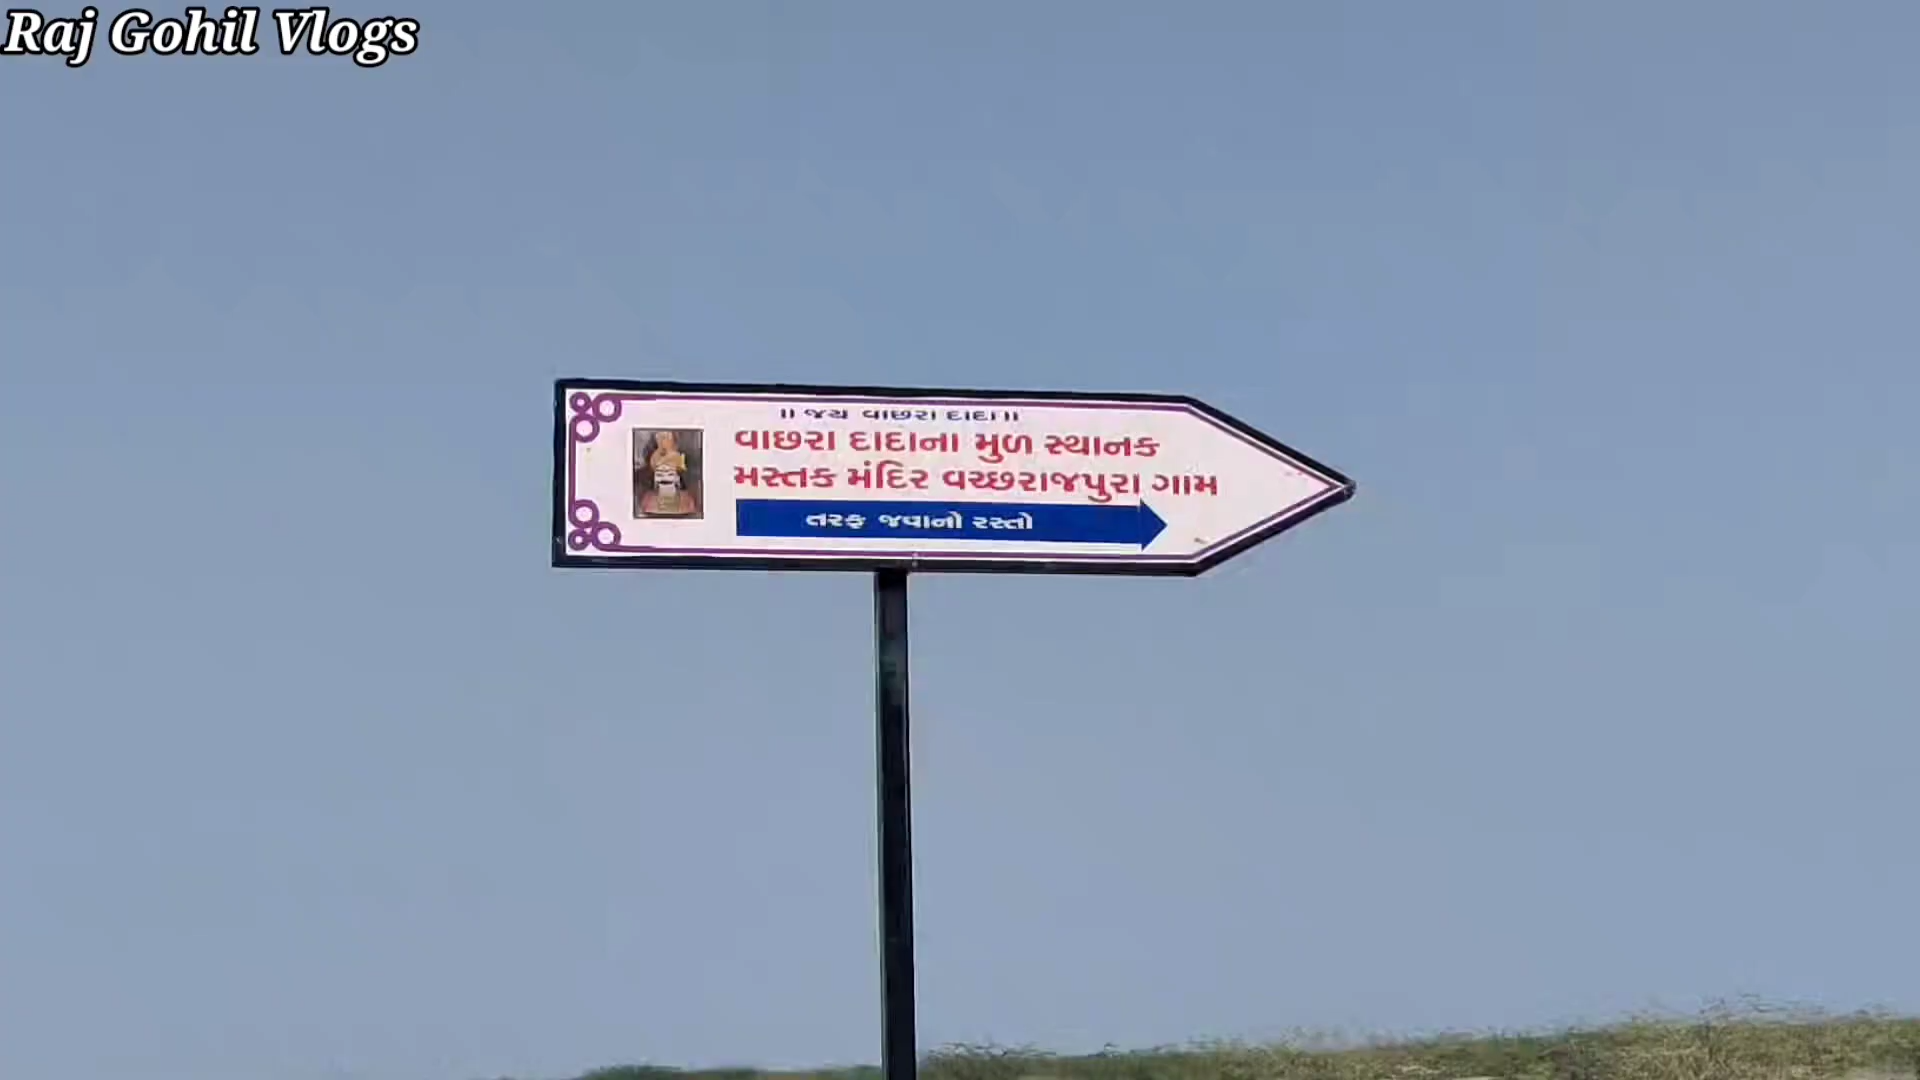 Raj Gohil Vlogs
॥ જય વાછરા દાદા ॥
વાછરા દાદાના મુળ સ્થાનક
મસ્તક મંદિર વચ્છરાજપુરા ગામ
તરફ જવાનો રસ્તો